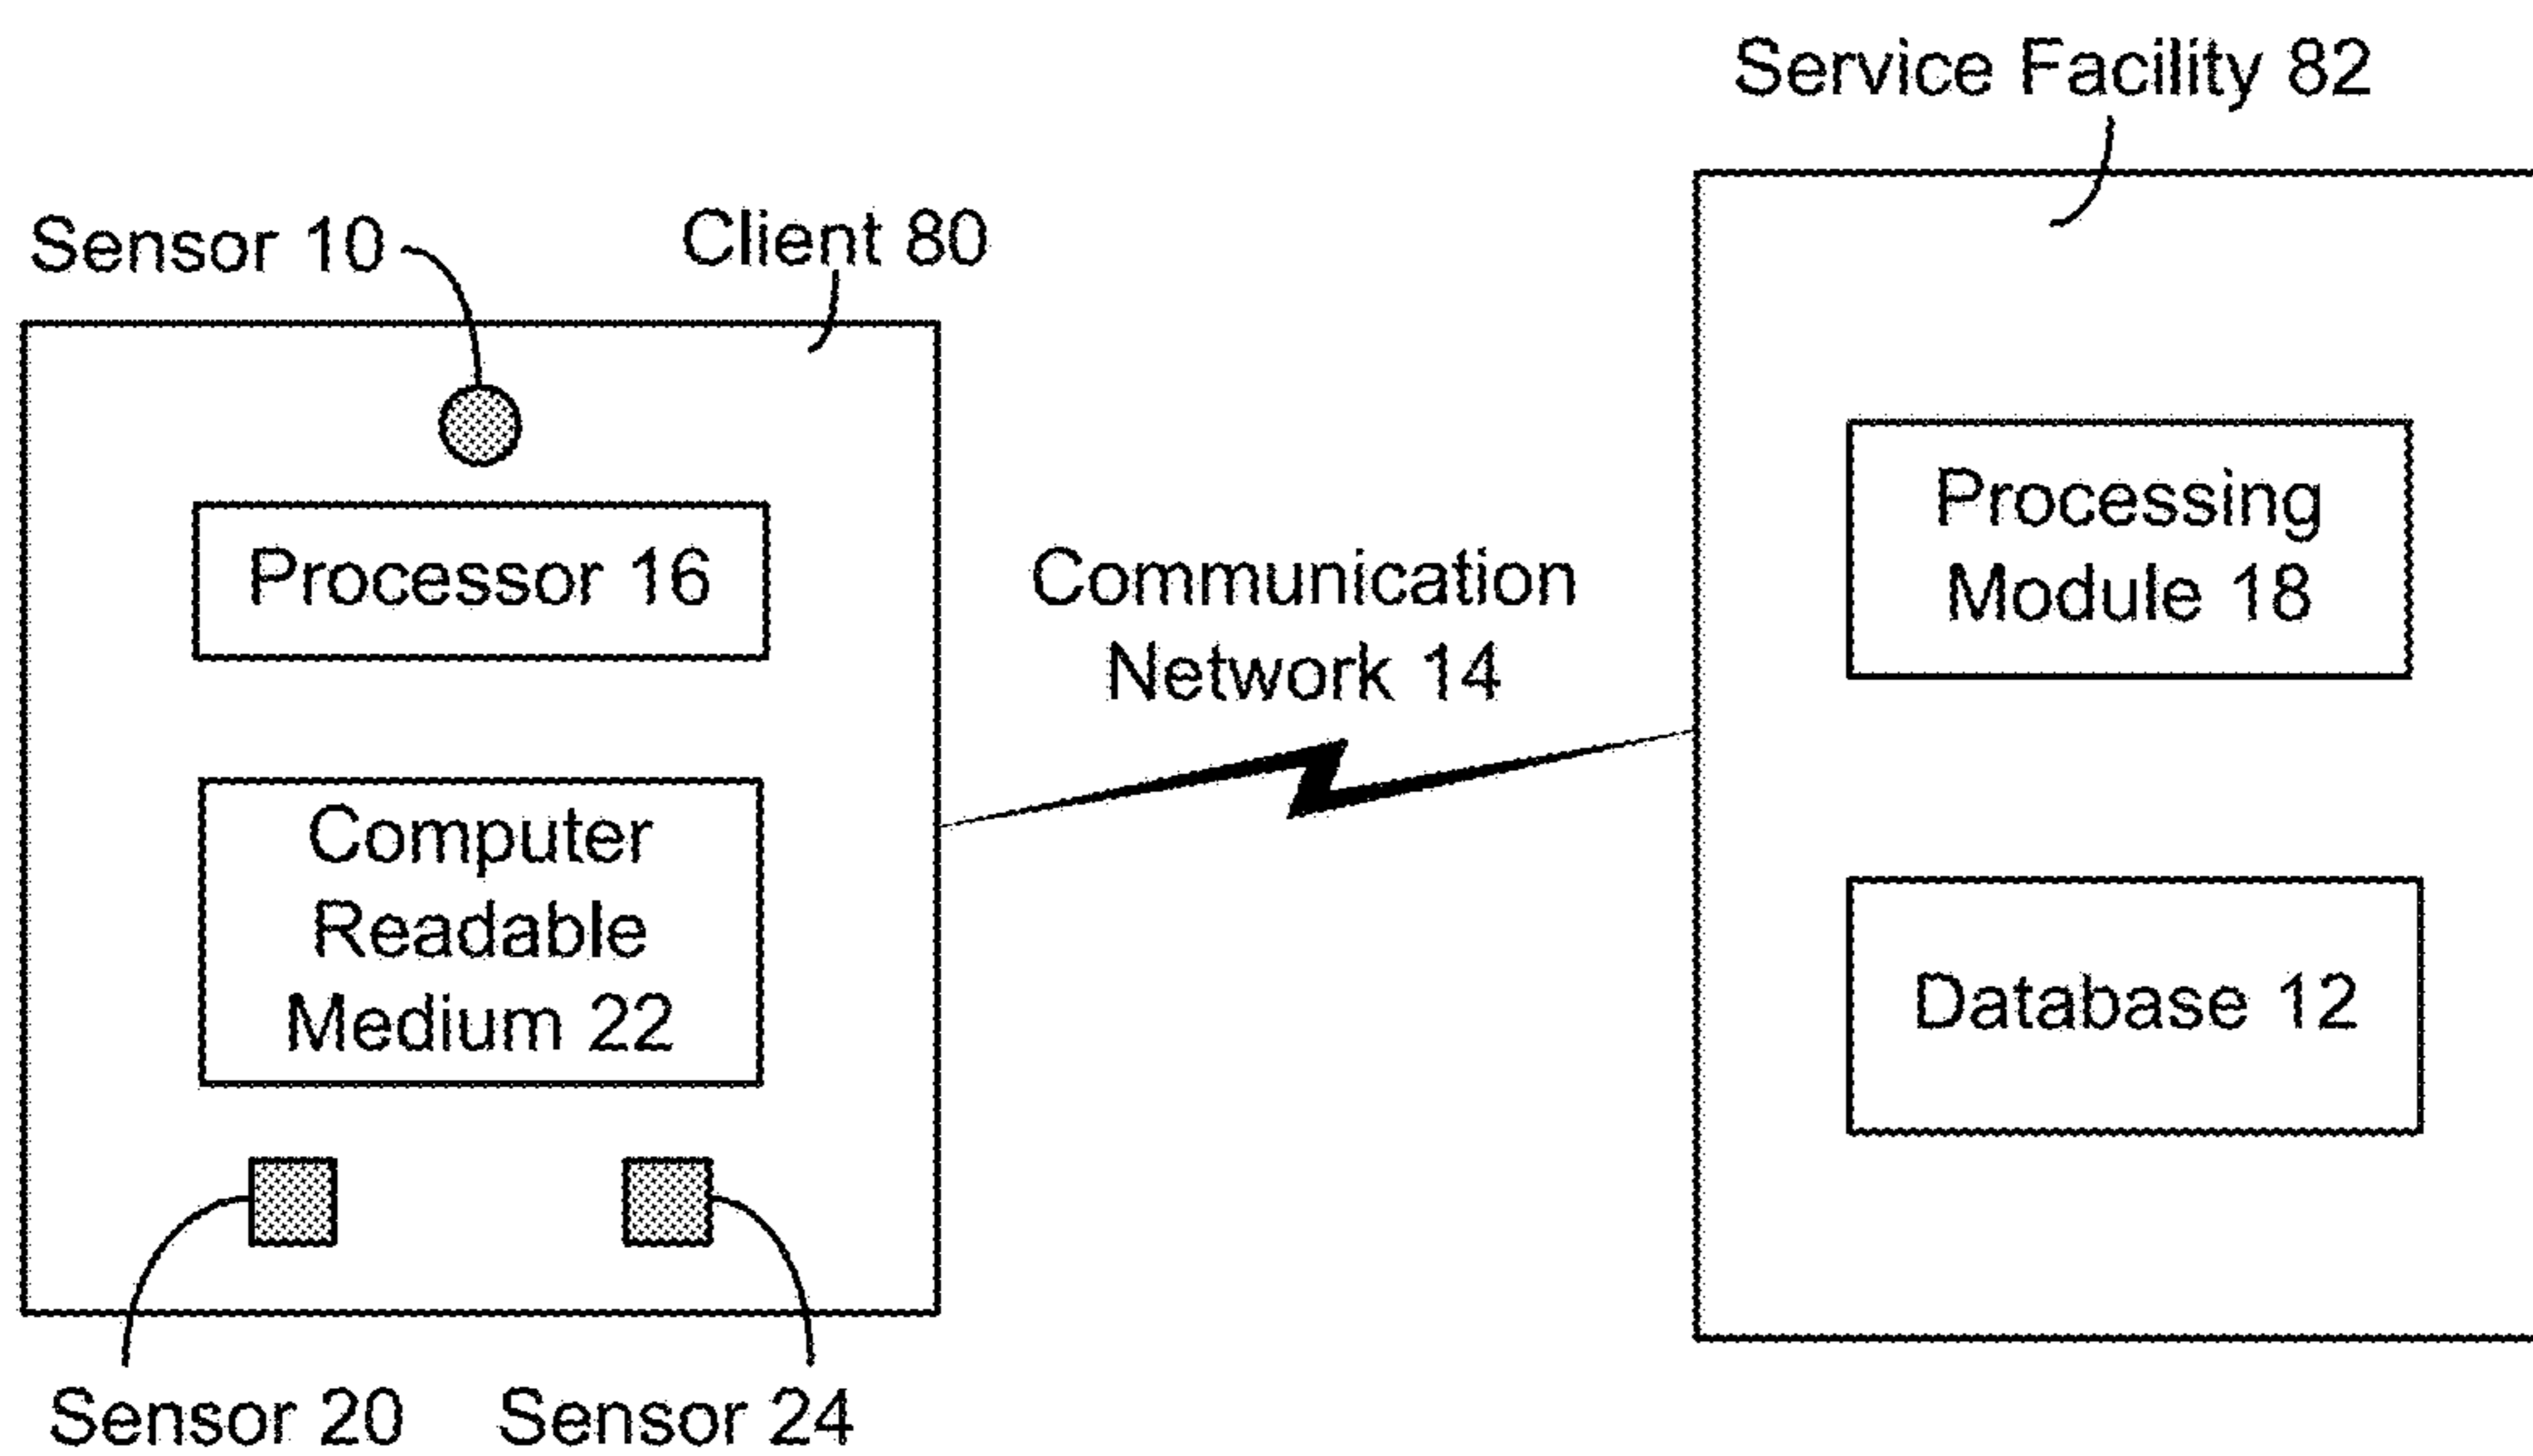 Service Facility 82
Sensor 10
Client 80
Processor 16
Computer
Readable
Medium 22
Sensor 20
Sensor 24
Communication
Network 14
Processing
Module 18
Database 12